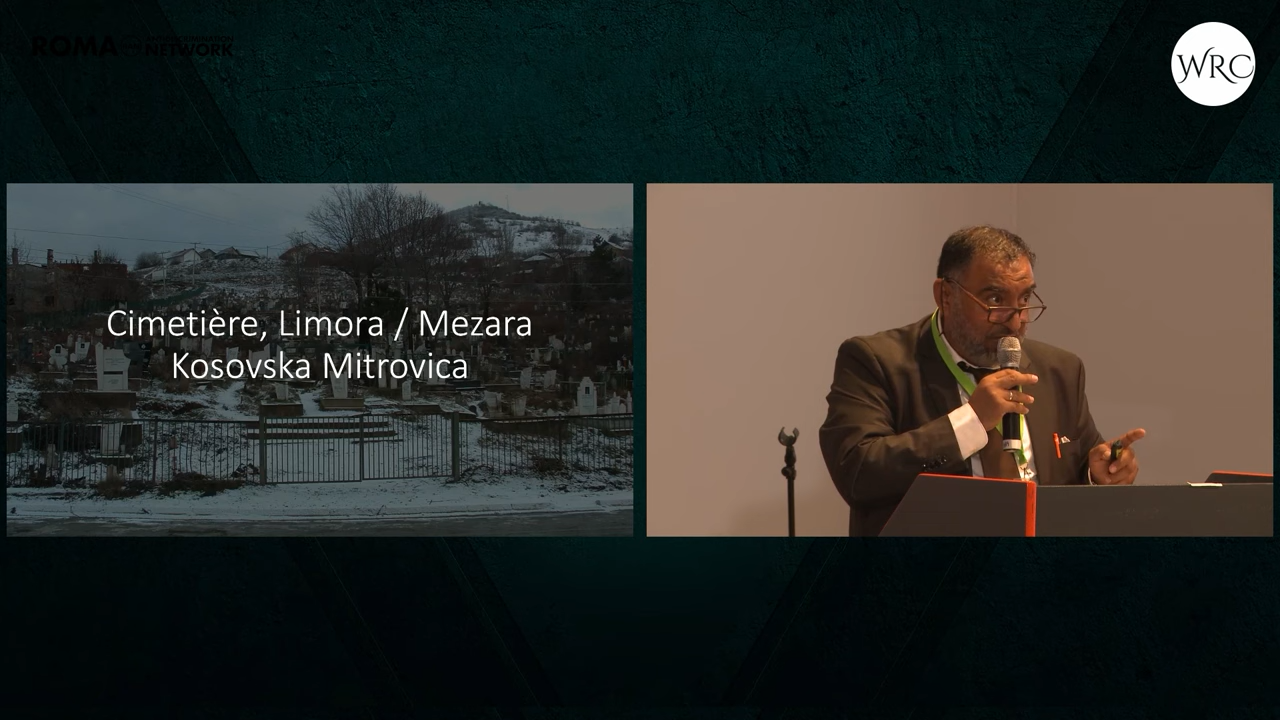 ROMA NETWORK
WRC
Cimetière, Limora / Mezara
Kosovska Mitrovica